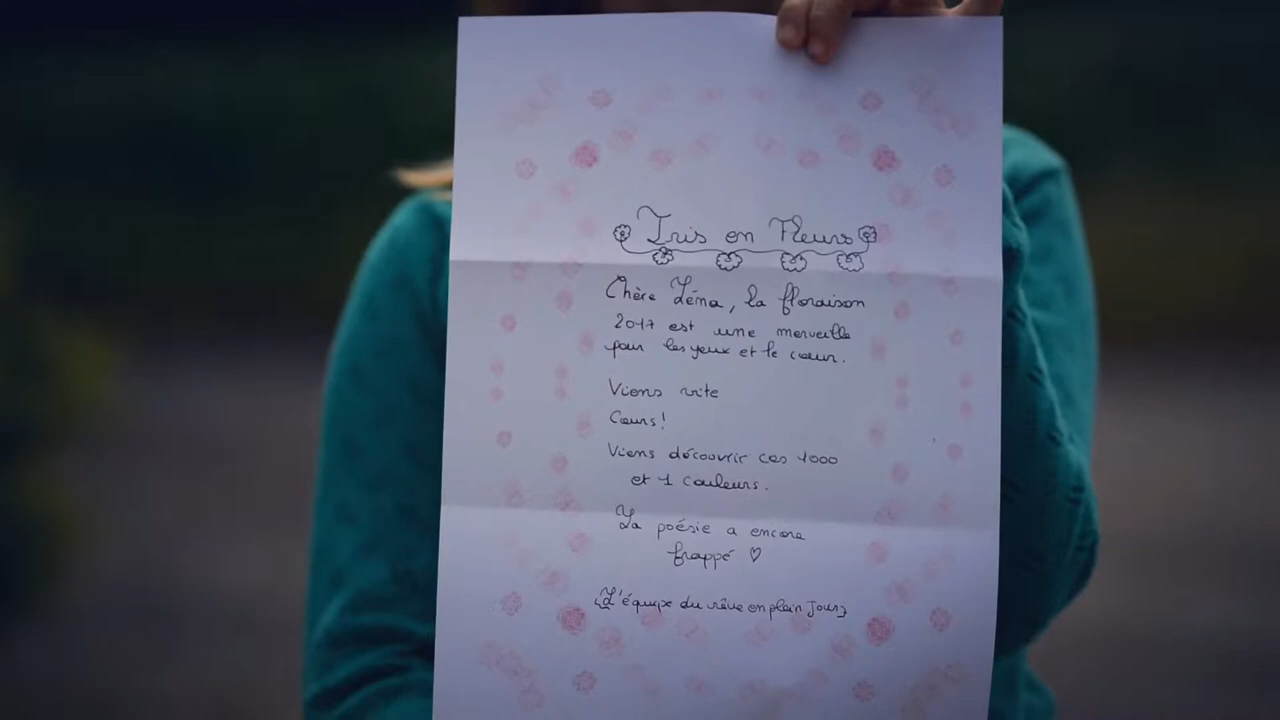 Iris en Fleurs
Chère Léna, la floraison
2017 est une merveille
pour les yeux et le cœur.
Viens vite
Cours!
Viens découvrir ces 1000
et 1 couleurs.
La poésie a encore
frappé ♡
L'équipe du rêve en plein Jour